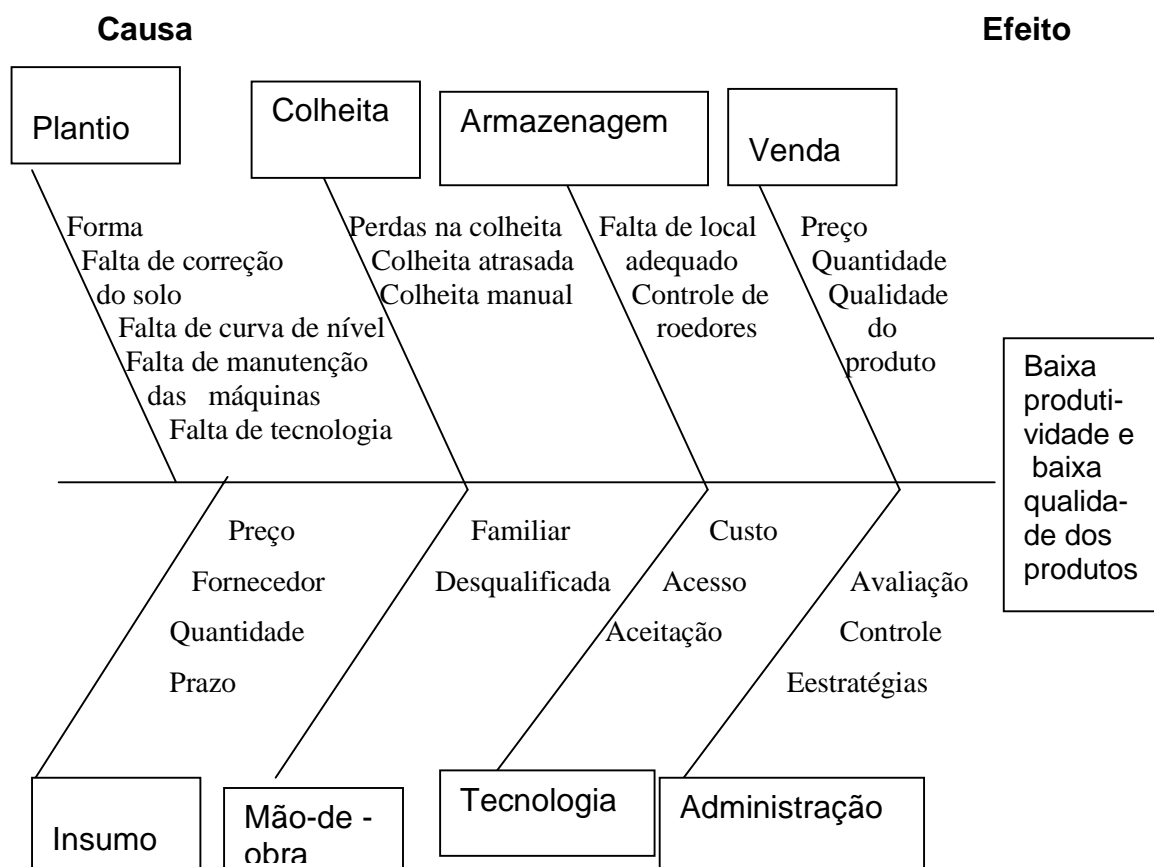 Causa
Efeito
Plantio
Colheita
Armazenagem
Venda
Forma
Falta de correção
do solo
Falta de curva de nível
Falta de manutenção
das máquinas
Falta de tecnologia
Perdas na colheita
Colheita atrasada
Colheita manual
Falta de local
adequado
Controle de
roedores
Preço
Quantidade
Qualidade
do
produto
Baixa
produti-
vidade e
baixa
qualida-
de dos
produtos
Preço
Fornecedor
Quantidade
Prazo
Familiar
Desqualificada
Custo
Acesso
Aceitação
Avaliação
Controle
Eestratégias
Insumo
Mão-de -
obra
Tecnologia
Administração